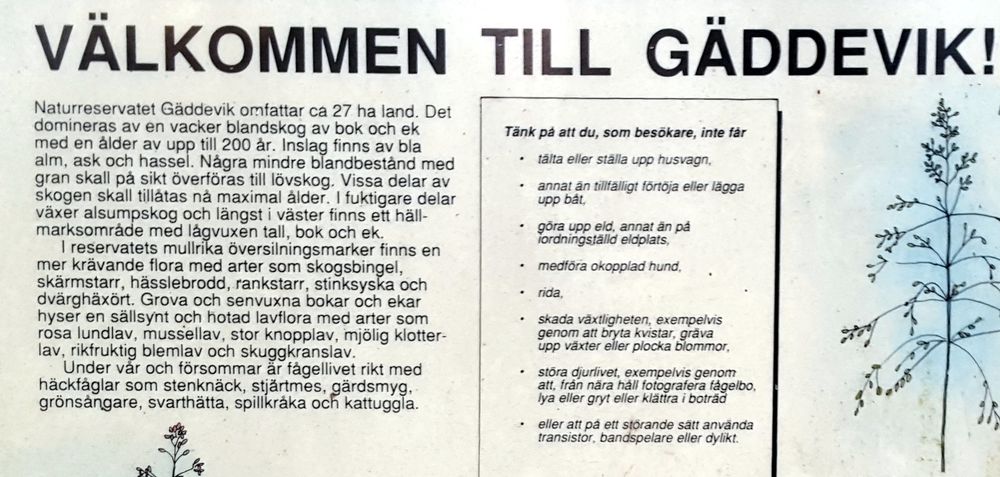 VÄLKOMMEN TILL GÄDDEVIK!
Naturreservatet Gäddevik omfattar ca 27 ha land. Det
domineras av en vacker blandskog av bok och ek
med en ålder av upp till 200 år. Inslag finns av bla
alm, ask och hassel. Några mindre blandbestånd med
gran skall på sikt överföras till lövskog. Vissa delar av
skogen skall tillåtas nå maximal ålder. I fuktigare delar
växer alsumpskog och längst i väster finns ett häll-
marksområde med lågvuxen tall, bok och ek.
I reservatets mullrika översilningsmarker finns en
mer krävande flora med arter som skogsbingel,
skärmstarr, hässlebrodd, rankstarr, stinksyska och
dvärghäxört. Grova och senvuxna bokar och ekar
hyser en sällsynt och hotad lavflora med arter som
rosa lundlav, mussellav, stor knopplav, mjölig klotter-
lav, rikfruktig blemlav och skuggkranslav.
Under vår och försommar är fågellivet rikt med
häckfåglar som stenknäck, stjärtmes, gärdsmyg,
grönsångare, svarthätta, spillkråka och kattuggla.
Tänk på att du, som besökare, inte får
• tälta eller ställa upp husvagn,
• annat än tillfälligt förtöja eller lägga
upp båt,
• göra upp eld, annat än på
iordningställd eldplats,
• medföra okopplad hund,
• rida,
• skada växtligheten, exempelvis
genom att bryta kvistar, gräva
upp växter eller plocka blommor,
• störa djurlivet, exempelvis genom
att, från nära håll fotografera fågelbo,
lya eller gryt eller klättra i boträd
• eller att på ett störande sätt använda
transistor, bandspelare eller dylikt.